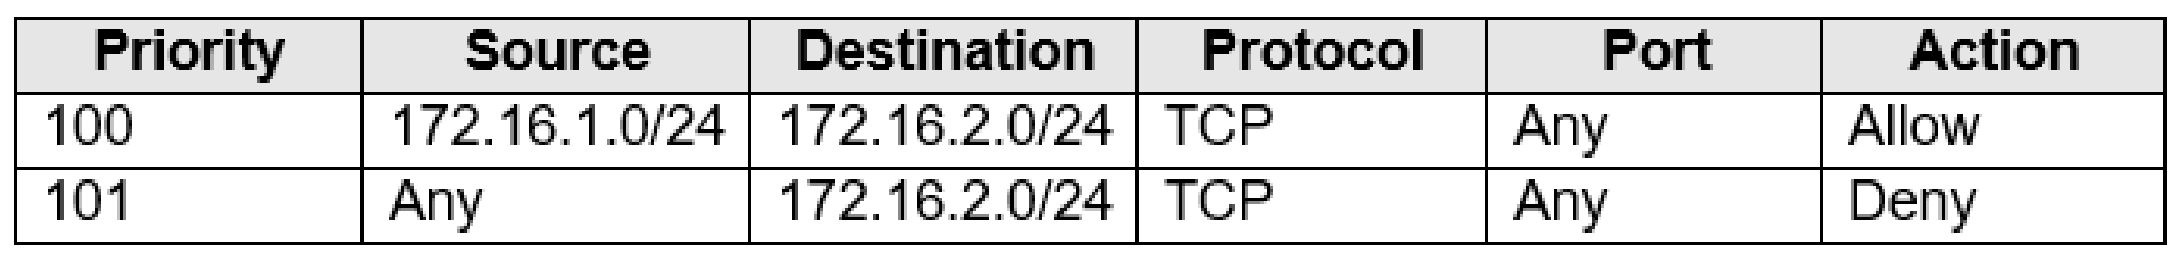 Priority Source Destination Protocol Port Action
100 172.16.1.0/24 172.16.2.0/24 TCP Any Allow
101 Any 172.16.2.0/24 TCP Any Deny